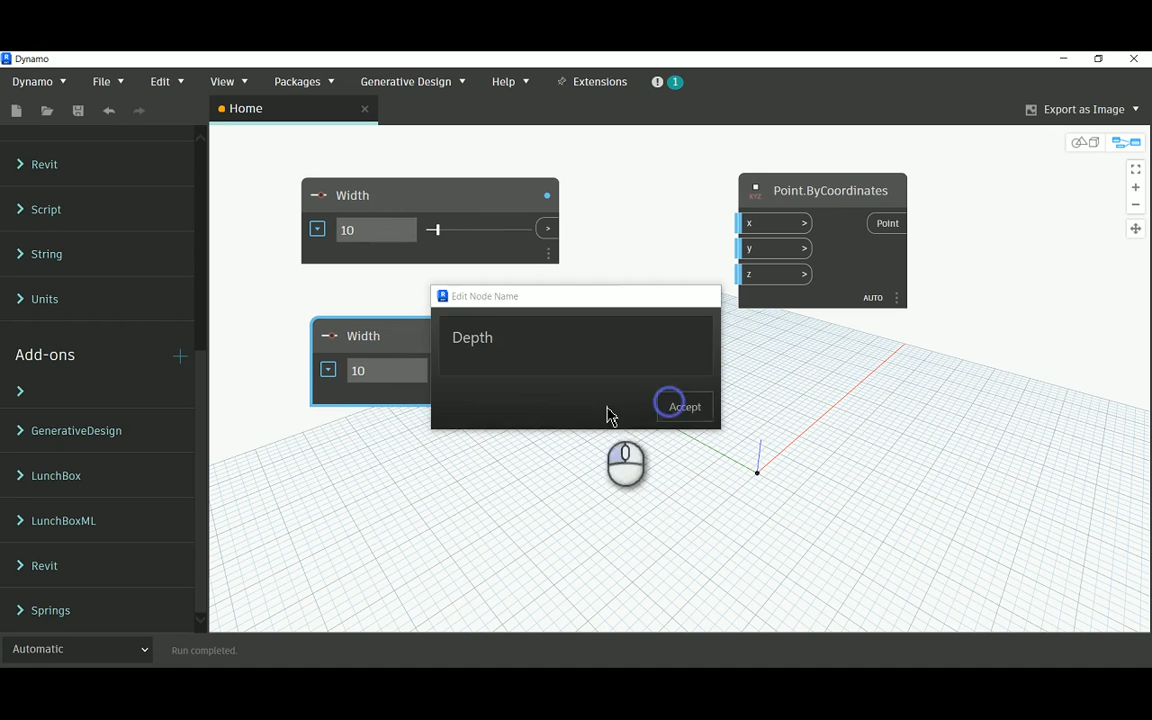 Dynamo
Dynamo File Edit View Packages Generative Design Help Extensions 1
Home
Export as Image
Revit
Script
String
Units
Add-ons
GenerativeDesign
LunchBox
LunchBoxML
Revit
Springs
Width
10
>
XYZ
Point.ByCoordinates
x >
Point
y >
z >
AUTO
Width
10
Edit Node Name
Depth
Accept
Automatic
Run completed.